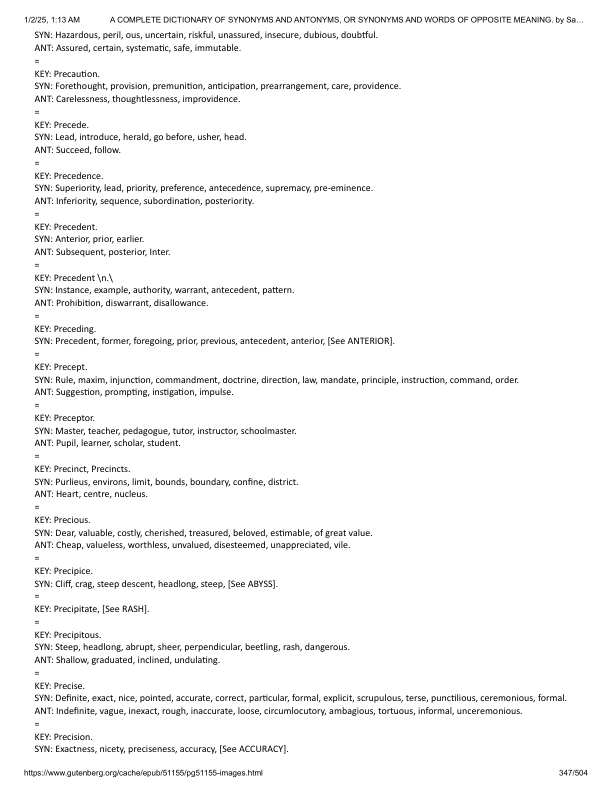 1/2/25, 1:13 AM A COMPLETE DICTIONARY OF SYNONYMS AND ANTONYMS, OR SYNONYMS AND WORDS OF OPPOSITE MEANING. by Sa…
SYN: Hazardous, peril, ous, uncertain, riskful, unassured, insecure, dubious, doubtful.
ANT: Assured, certain, systematic, safe, immutable.
=
KEY: Precaution.
SYN: Forethought, provision, premunition, anticipation, prearrangement, care, providence.
ANT: Carelessness, thoughtlessness, improvidence.
=
KEY: Precede.
SYN: Lead, introduce, herald, go before, usher, head.
ANT: Succeed, follow.
=
KEY: Precedence.
SYN: Superiority, lead, priority, preference, antecedence, supremacy, pre-eminence.
ANT: Inferiority, sequence, subordination, posteriority.
=
KEY: Precedent.
SYN: Anterior, prior, earlier.
ANT: Subsequent, posterior, Inter.
=
KEY: Precedent \n.\
SYN: Instance, example, authority, warrant, antecedent, pattern.
ANT: Prohibition, diswarrant, disallowance.
=
KEY: Preceding.
SYN: Precedent, former, foregoing, prior, previous, antecedent, anterior, [See ANTERIOR].
=
KEY: Precept.
SYN: Rule, maxim, injunction, commandment, doctrine, direction, law, mandate, principle, instruction, command, order.
ANT: Suggestion, prompting, instigation, impulse.
=
KEY: Preceptor.
SYN: Master, teacher, pedagogue, tutor, instructor, schoolmaster.
ANT: Pupil, learner, scholar, student.
=
KEY: Precinct, Precincts.
SYN: Purlieus, environs, limit, bounds, boundary, confine, district.
ANT: Heart, centre, nucleus.
=
KEY: Precious.
SYN: Dear, valuable, costly, cherished, treasured, beloved, estimable, of great value.
ANT: Cheap, valueless, worthless, unvalued, disesteemed, unappreciated, vile.
=
KEY: Precipice.
SYN: Cliff, crag, steep descent, headlong, steep, [See ABYSS].
=
KEY: Precipitate, [See RASH].
=
KEY: Precipitous.
SYN: Steep, headlong, abrupt, sheer, perpendicular, beetling, rash, dangerous.
ANT: Shallow, graduated, inclined, undulating.
=
KEY: Precise.
SYN: Definite, exact, nice, pointed, accurate, correct, particular, formal, explicit, scrupulous, terse, punctilious, ceremonious, formal.
ANT: Indefinite, vague, inexact, rough, inaccurate, loose, circumlocutory, ambagious, tortuous, informal, unceremonious.
=
KEY: Precision.
SYN: Exactness, nicety, preciseness, accuracy, [See ACCURACY].
https://www.gutenberg.org/cache/epub/51155/pg51155-images.html 347/504